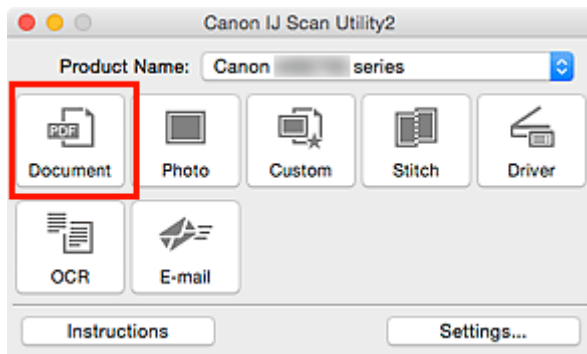 Canon IJ Scan Utility2
Product Name: Canon series
PDF
Document Photo Custom Stitch Driver
OCR E-mail
Instructions Settings...